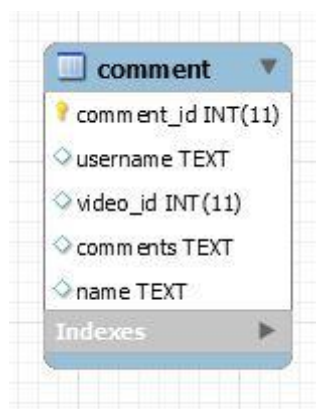 comment
comment_id INT(11)
username TEXT
video_id INT(11)
comments TEXT
name TEXT
Indexes